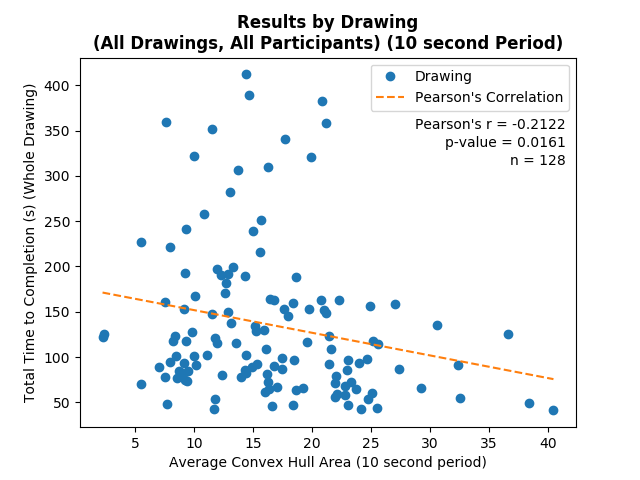 Results by Drawing
(All Drawings, All Participants) (10 second Period)
Total Time to Completion (s) (Whole Drawing)
400
350
300
250
200
150
100
50
Drawing
Pearson's Correlation
Pearson's r = -0.2122
p-value = 0.0161
n = 128
5 10 15 20 25 30 35 40
Average Convex Hull Area (10 second period)